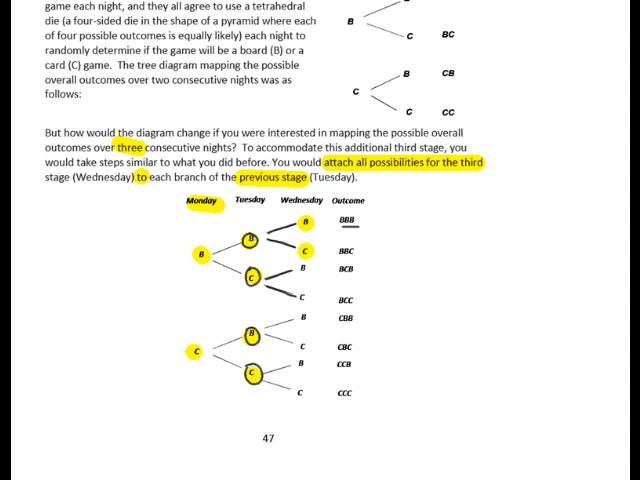 game each night, and they all agree to use a tetrahedral
die (a four-sided die in the shape of a pyramid where each
of four possible outcomes is equally likely) each night to
randomly determine if the game will be a board (B) or a
card (C) game. The tree diagram mapping the possible
overall outcomes over two consecutive nights was as
follows:
B
C BC
B CB
C
C CC
But how would the diagram change if you were interested in mapping the possible overall
outcomes over three consecutive nights? To accommodate this additional third stage, you
would take steps similar to what you did before. You would attach all possibilities for the third
stage (Wednesday) to each branch of the previous stage (Tuesday).
Monday Tuesday Wednesday Outcome
B BBB
B
B C BBC
B BCB
C
C BCC
B CBB
B
C C CBC
B CCB
C
C CCC
47